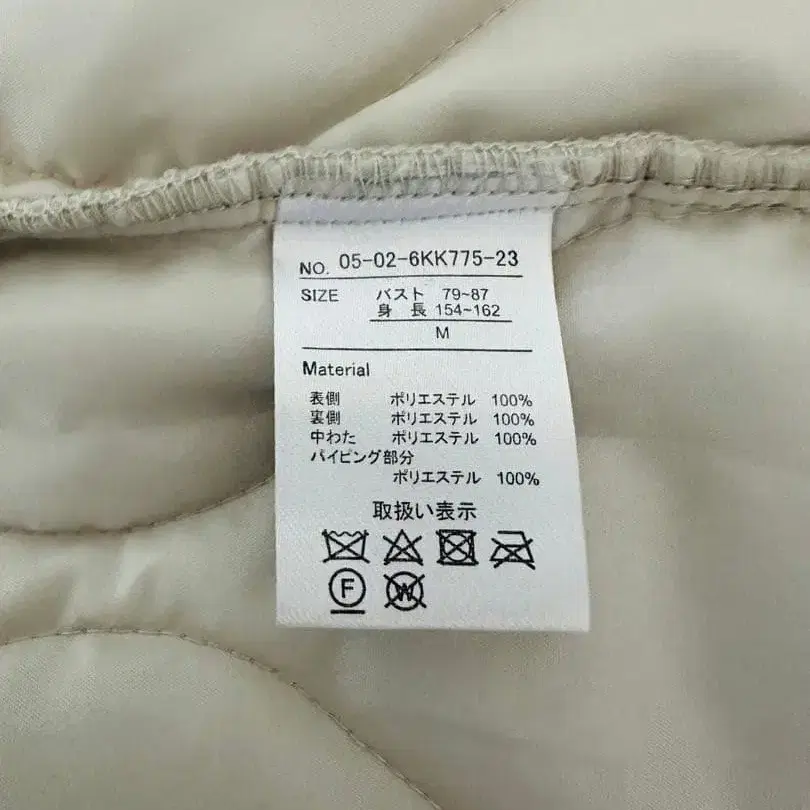 NO. 05-02-6KK775-23
SIZE バスト 79~87
身 長 154~162
M
Material
表側 ポリエステル 100%
裏側 ポリエステル 100%
中わた ポリエステル 100%
パイピング部分
ポリエステル 100%
取扱い表示
F W